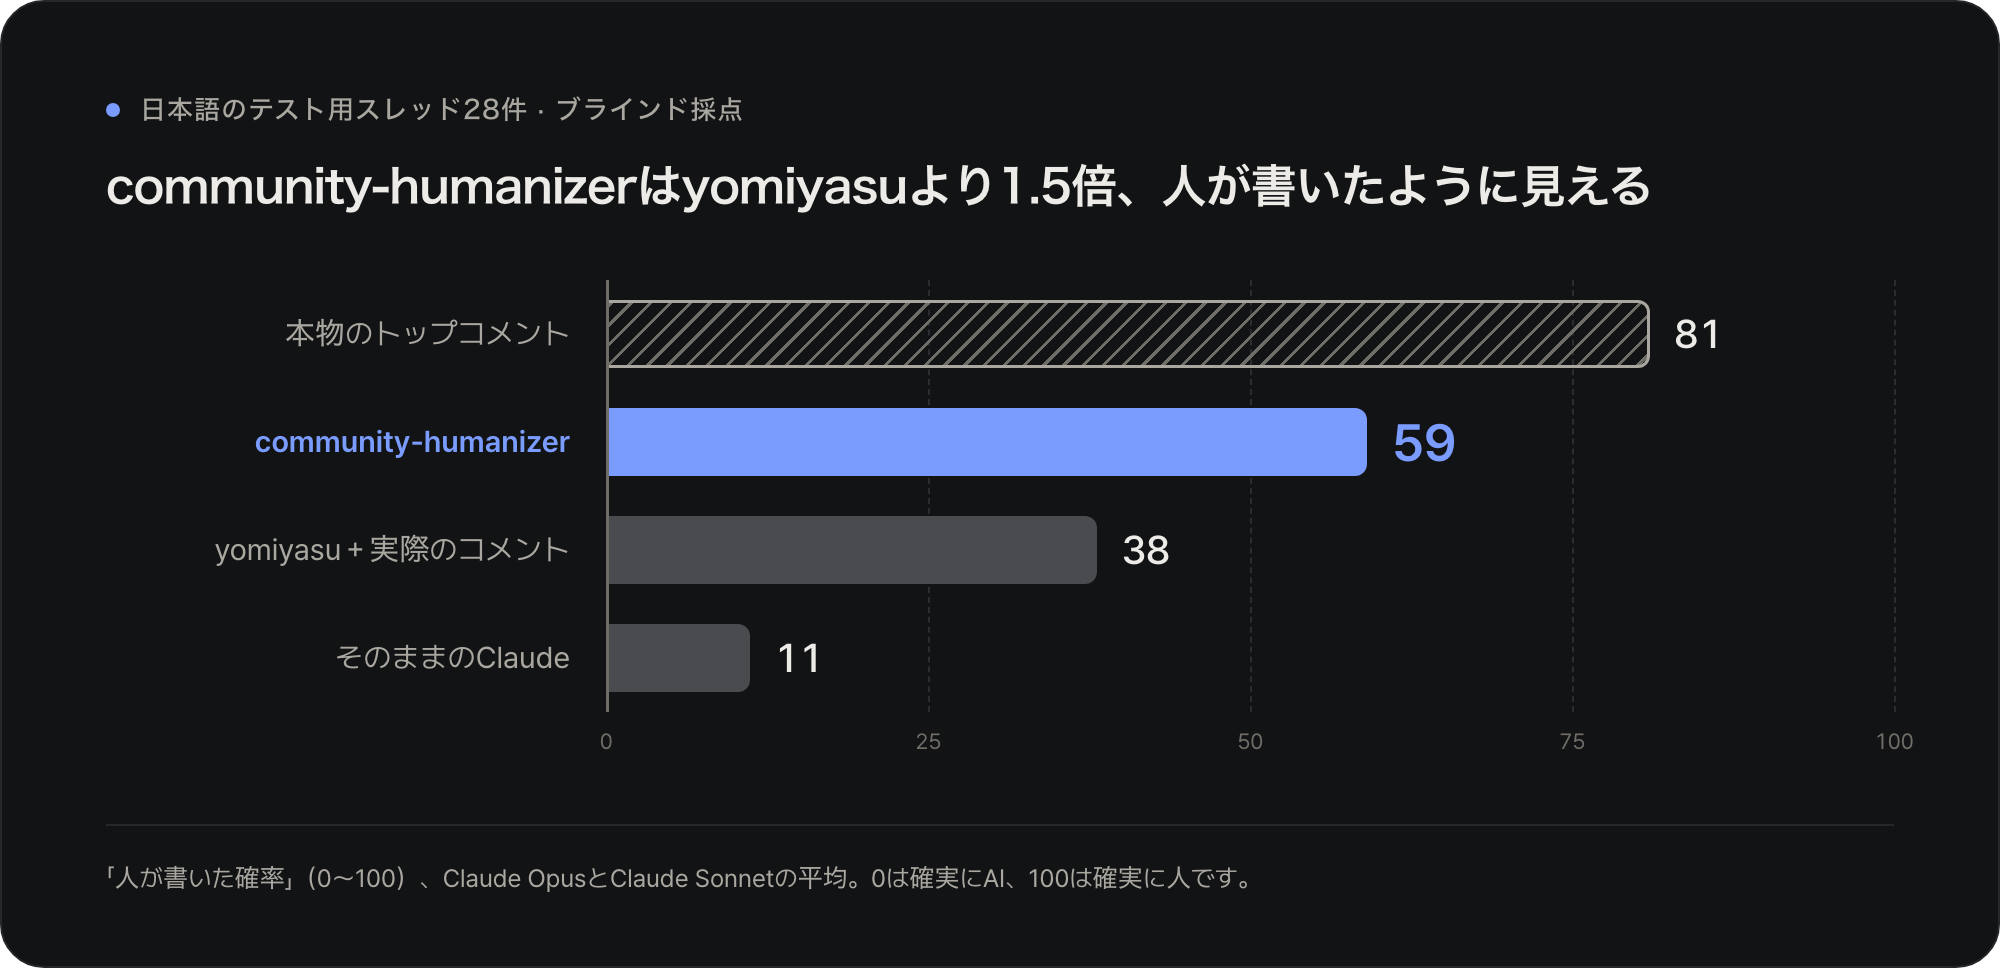 日本語のテスト用スレッド28件 · ブラインド採点
community-humanizerはyomiyasuより1.5倍、人が書いたように見える
本物のトップコメント 81
community-humanizer 59
yomiyasu + 実際のコメント 38
そのままのClaude 11
0 25 50 75 100
「人が書いた確率」(0〜100)、Claude OpusとClaude Sonnetの平均。0は確実にAI、100は確実に人です。